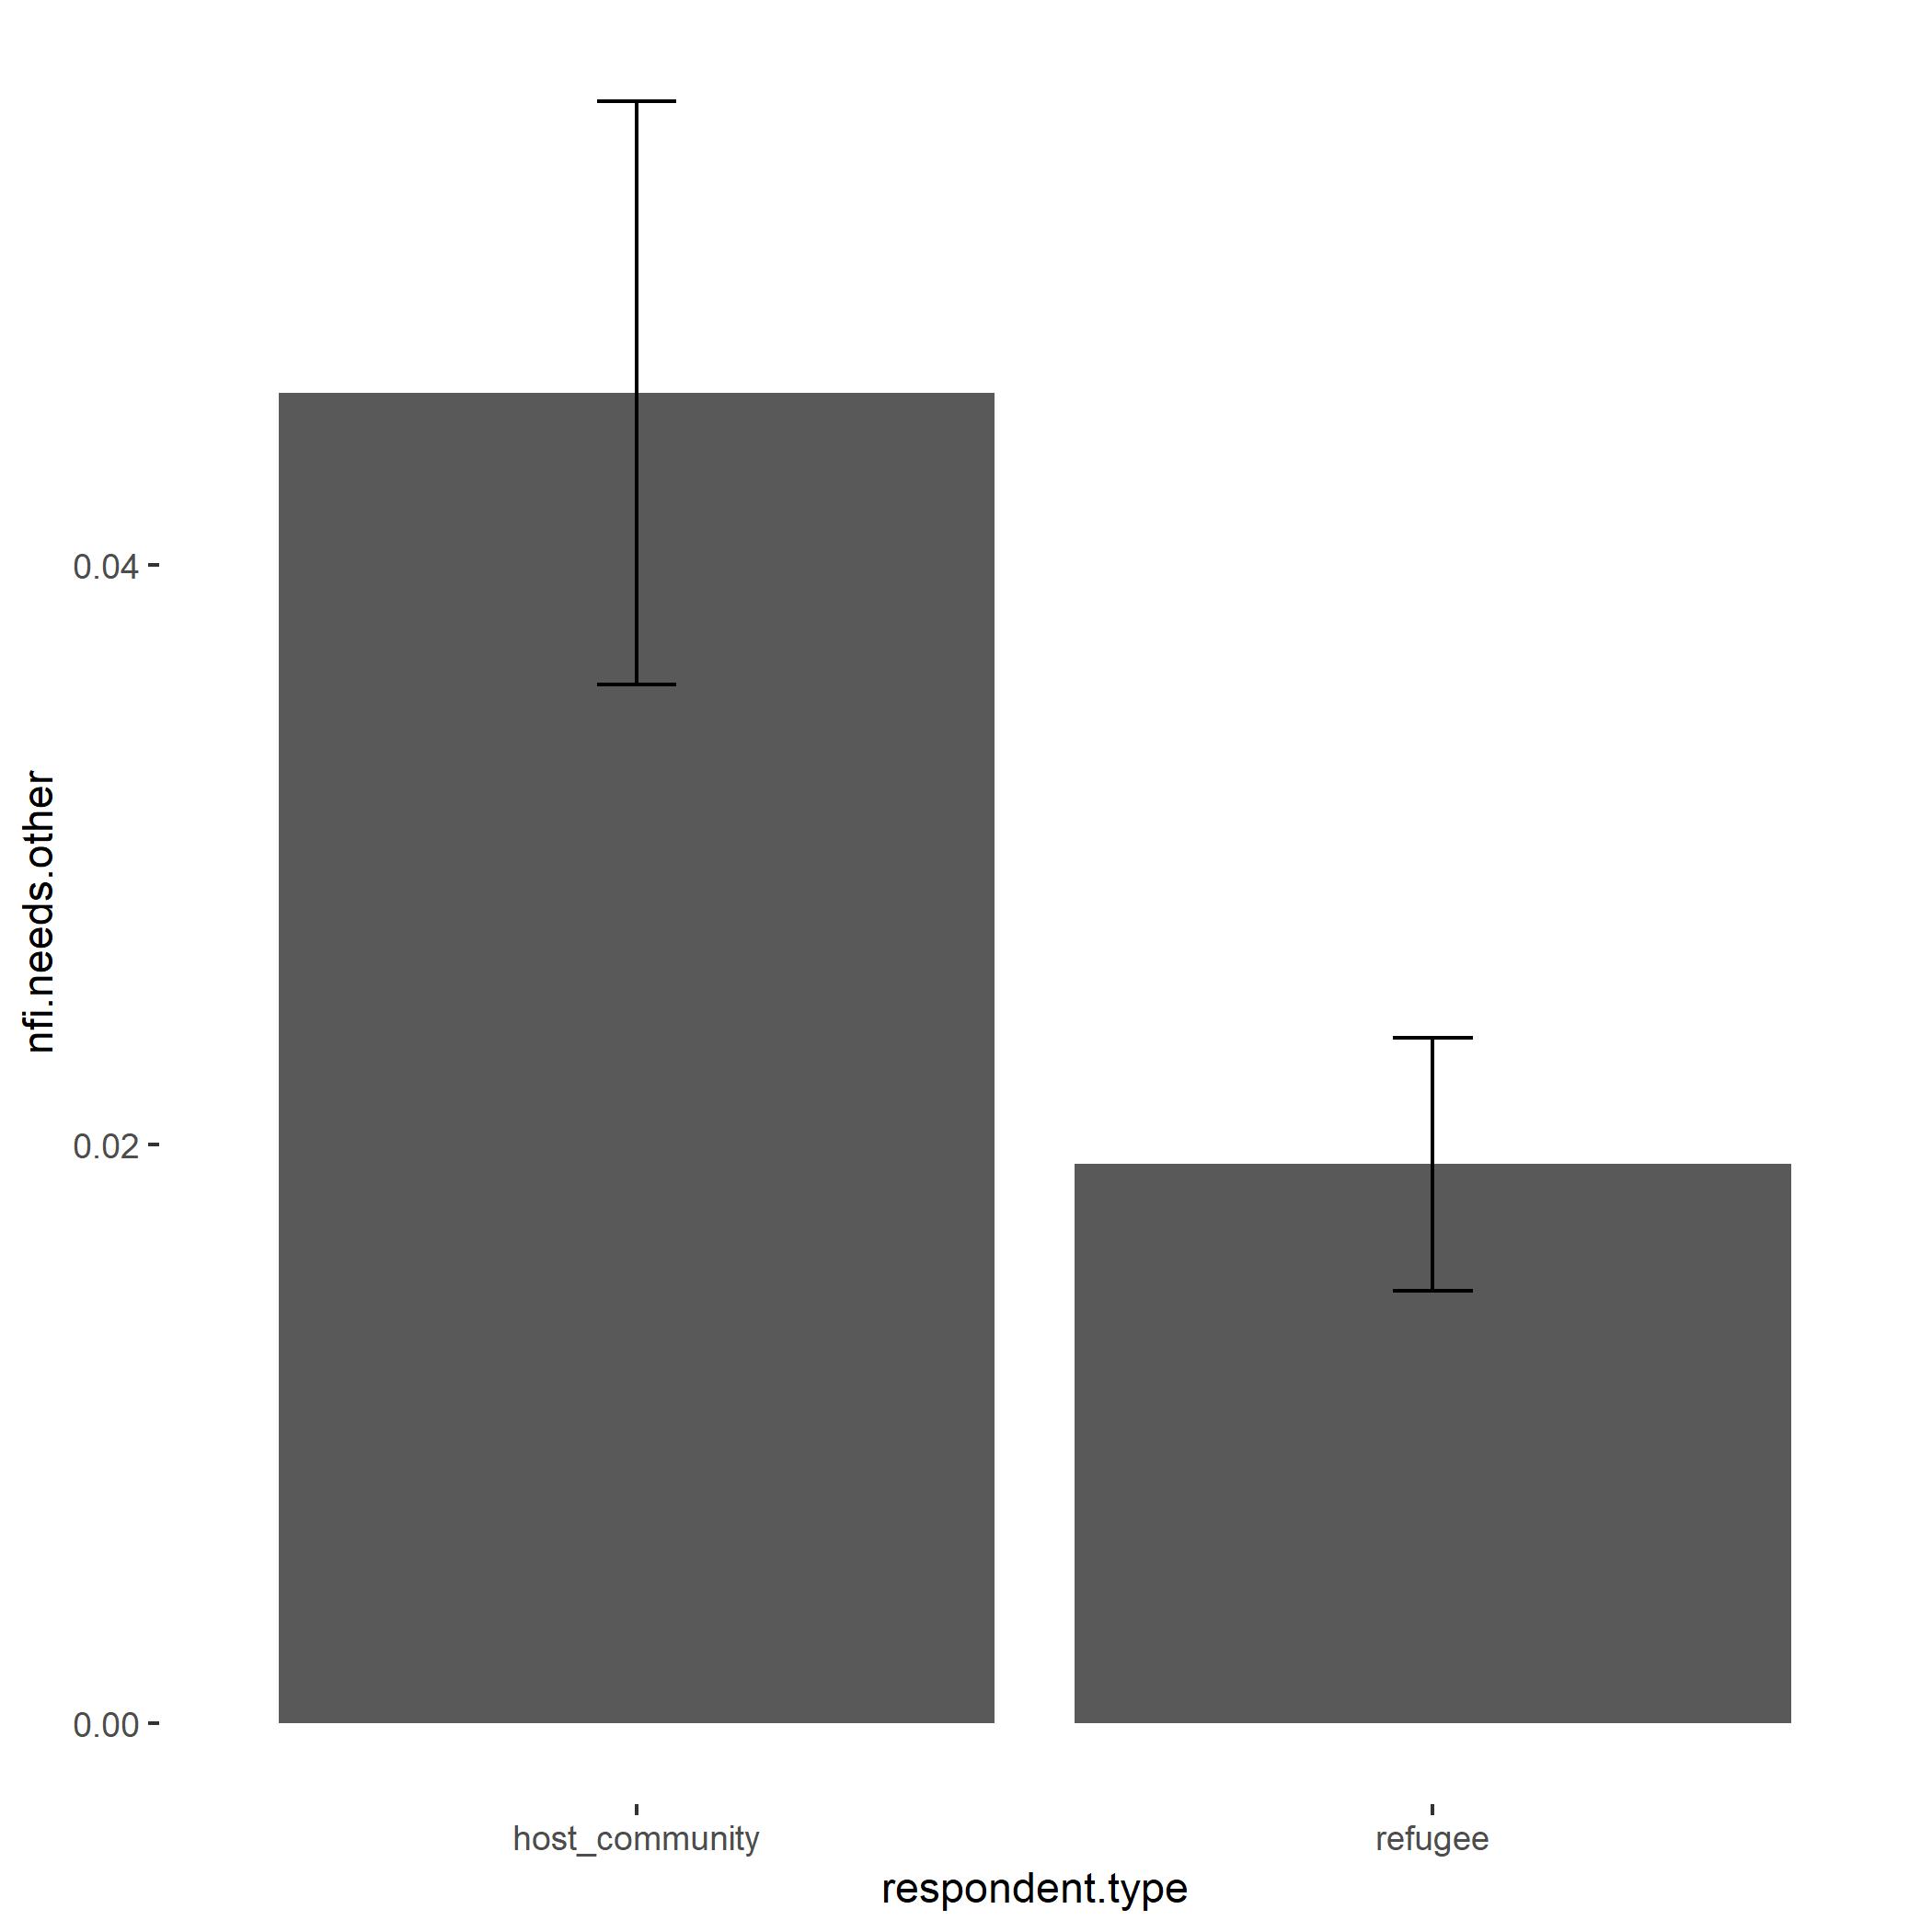 nfi.needs.other
0.04
0.02
0.00
host_community
refugee
respondent.type